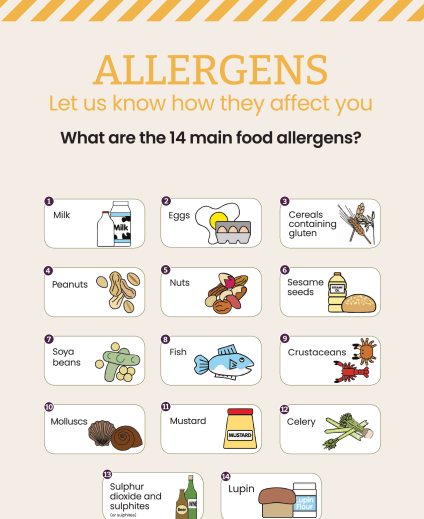 ALLERGENS
Let us know how they affect you
What are the 14 main food allergens?
1
Milk
Milk
2
Eggs
3
Cereals
containing
gluten
4
Peanuts
5
Nuts
6
Sesame
seeds
7
Soya
beans
8
Fish
9
Crustaceans
10
Molluscs
11
Mustard
MUSTARD
12
Celery
13
Sulphur
dioxide and
sulphites
(or sulphites)
14
Lupin
Lupin
Flour